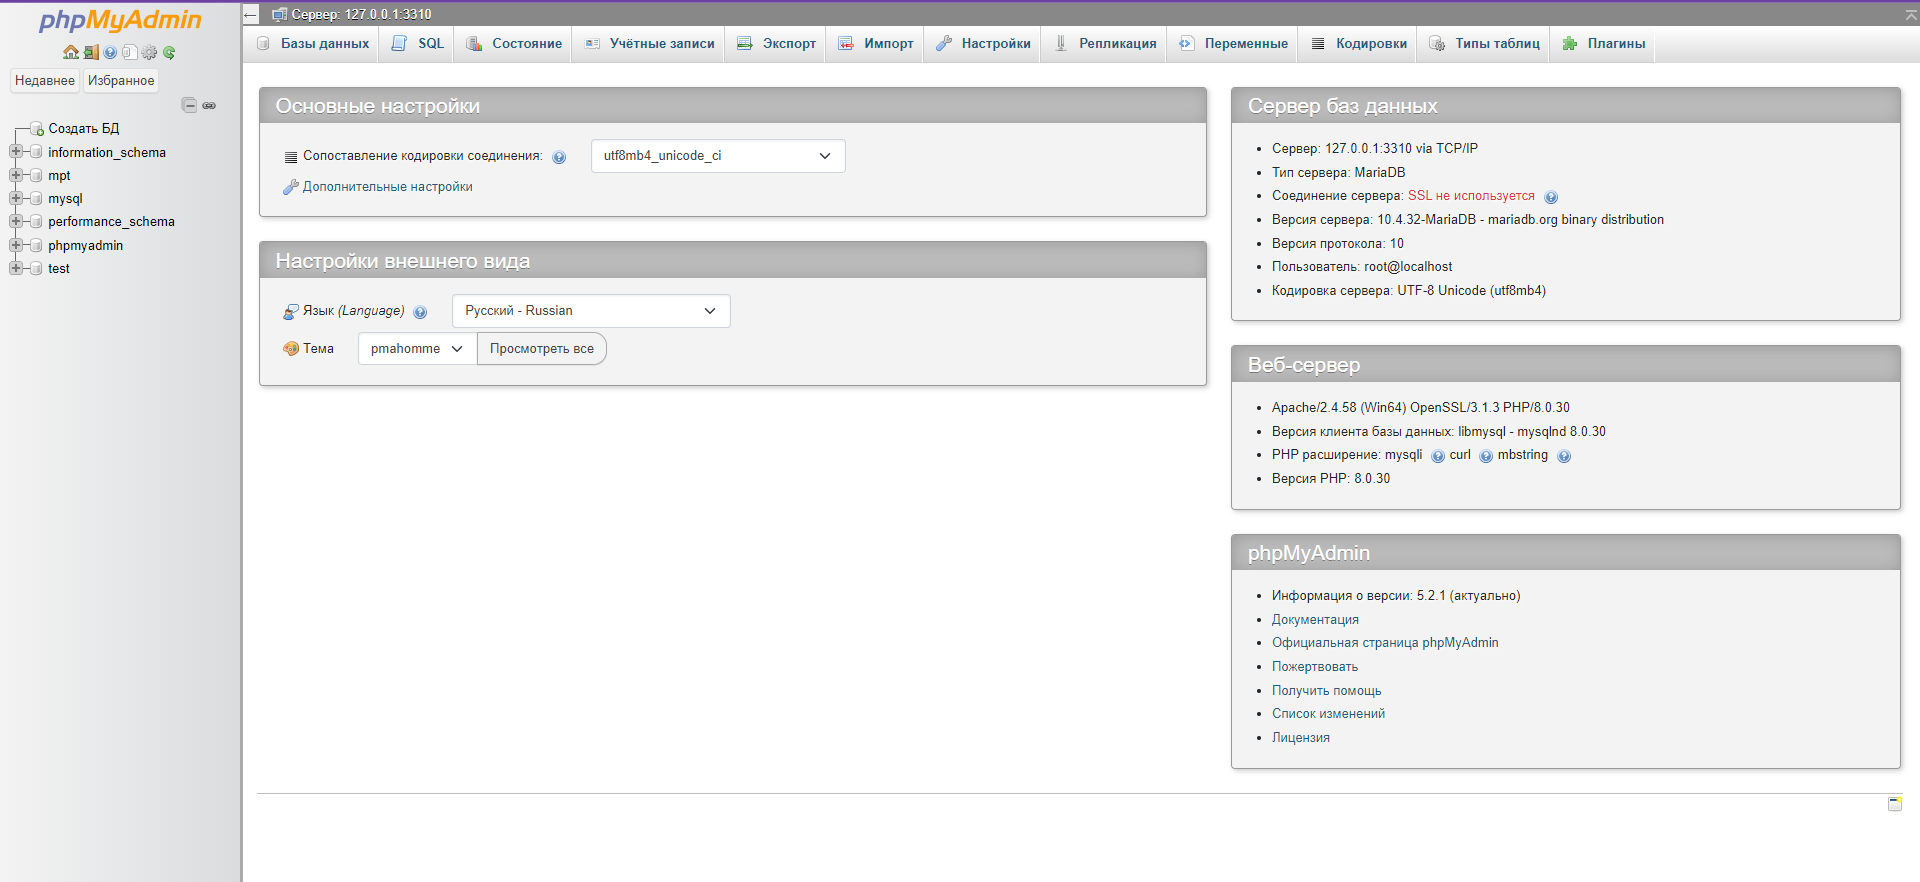 phpMyAdmin
Недавнее Избранное
Создать БД
information_schema
mpt
mysql
performance_schema
phpmyadmin
test
Сервер: 127.0.0.1:3310
Базы данных SQL Состояние Учётные записи Экспорт Импорт Настройки Репликация Переменные Кодировки Типы таблиц Плагины
Основные настройки
Сопоставление кодировки соединения: utf8mb4_unicode_ci
Дополнительные настройки
Настройки внешнего вида
Язык (Language) Русский - Russian
Тема pmahomme Просмотреть все
Сервер баз данных
Сервер: 127.0.0.1:3310 via TCP/IP
Тип сервера: MariaDB
Соединение сервера: SSL не используется
Версия сервера: 10.4.32-MariaDB - mariadb.org binary distribution
Версия протокола: 10
Пользователь: root@localhost
Кодировка сервера: UTF-8 Unicode (utf8mb4)
Веб-сервер
Apache/2.4.58 (Win64) OpenSSL/3.1.3 PHP/8.0.30
Версия клиента базы данных: libmysql - mysqlnd 8.0.30
PHP расширение: mysqli curl mbstring
Версия PHP: 8.0.30
phpMyAdmin
Информация о версии: 5.2.1 (актуально)
Документация
Официальная страница phpMyAdmin
Пожертвовать
Получить помощь
Список изменений
Лицензия